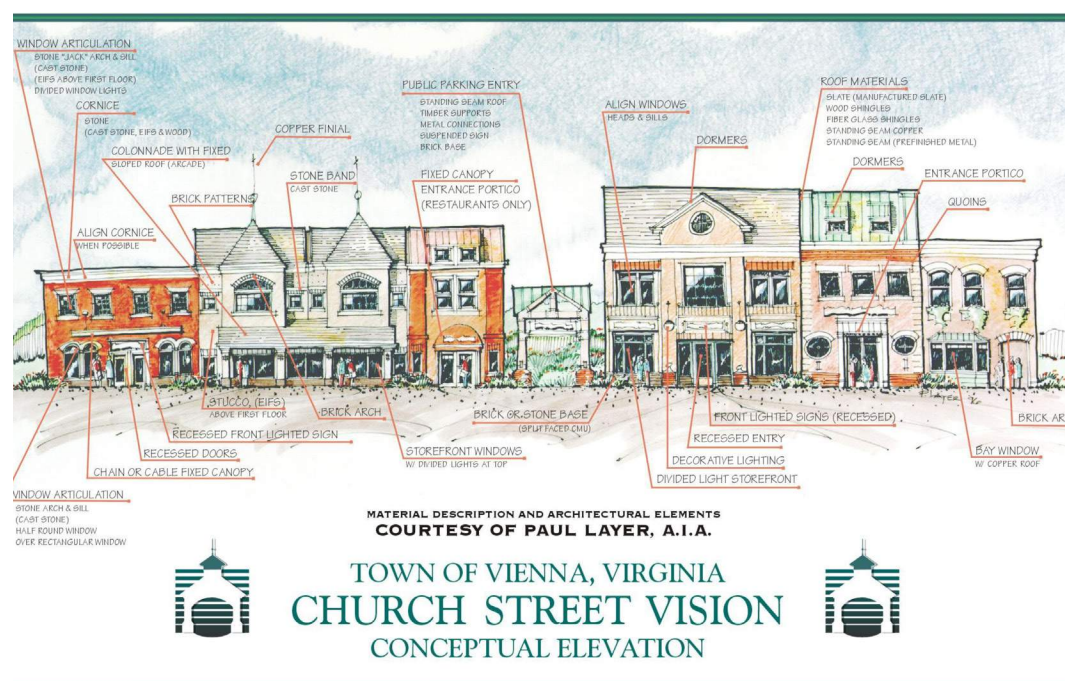 WINDOW ARTICULATION
STONE "JACK" ARCH & SILL
(CAST STONE)
(EIFS ABOVE FIRST FLOOR)
DIVIDED WINDOW LIGHTS
CORNICE
STONE
(CAST STONE, EIFS & WOOD)
COLONNADE WITH FIXED
SLOPED ROOF (ARCADE)
COPPER FINIAL
STONE BAND
CAST STONE
BRICK PATTERNS
ALIGN CORNICE
WHEN POSSIBLE
PUBLIC PARKING ENTRY
STANDING SEAM ROOF
TIMBER SUPPORTS
METAL CONNECTIONS
SUSPENDED SIGN
BRICK BASE
FIXED CANOPY
ENTRANCE PORTICO
(RESTAURANTS ONLY)
ALIGN WINDOWS
HEADS & SILLS
DORMERS
ROOF MATERIALS
SLATE (MANUFACTURED SLATE)
WOOD SHINGLES
FIBER GLASS SHINGLES
STANDING SEAM COPPER
STANDING SEAM (PREFINISHED METAL)
DORMERS
ENTRANCE PORTICO
QUOINS
STUCCO, (EIFS)
ABOVE FIRST FLOOR
BRICK ARCH
RECESSED FRONT LIGHTED SIGN
RECESSED DOORS
CHAIN OR CABLE FIXED CANOPY
WINDOW ARTICULATION
STONE ARCH & SILL
(CAST STONE)
HALF ROUND WINDOW
OVER RECTANGULAR WINDOW
STOREFRONT WINDOWS
W/ DIVIDED LIGHTS AT TOP
BRICK OR STONE BASE
(SPLIT FACED CMU)
FRONT LIGHTED SIGNS (RECESSED)
RECESSED ENTRY
DECORATIVE LIGHTING
DIVIDED LIGHT STOREFRONT
BAY WINDOW
W/ COPPER ROOF
BRICK AR
MATERIAL DESCRIPTION AND ARCHITECTURAL ELEMENTS
COURTESY OF PAUL LAYER, A.I.A.
TOWN OF VIENNA, VIRGINIA
CHURCH STREET VISION
CONCEPTUAL ELEVATION